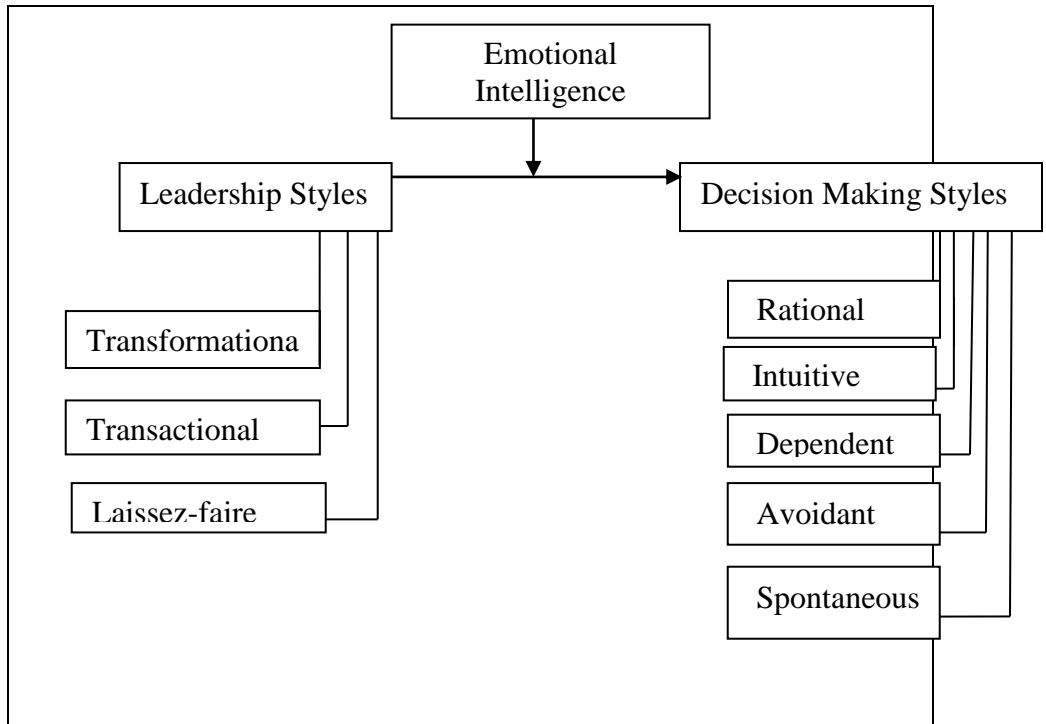 Emotional
Intelligence
Leadership Styles
Decision Making Styles
Transformationa
Transactional
Laissez-faire
Rational
Intuitive
Dependent
Avoidant
Spontaneous